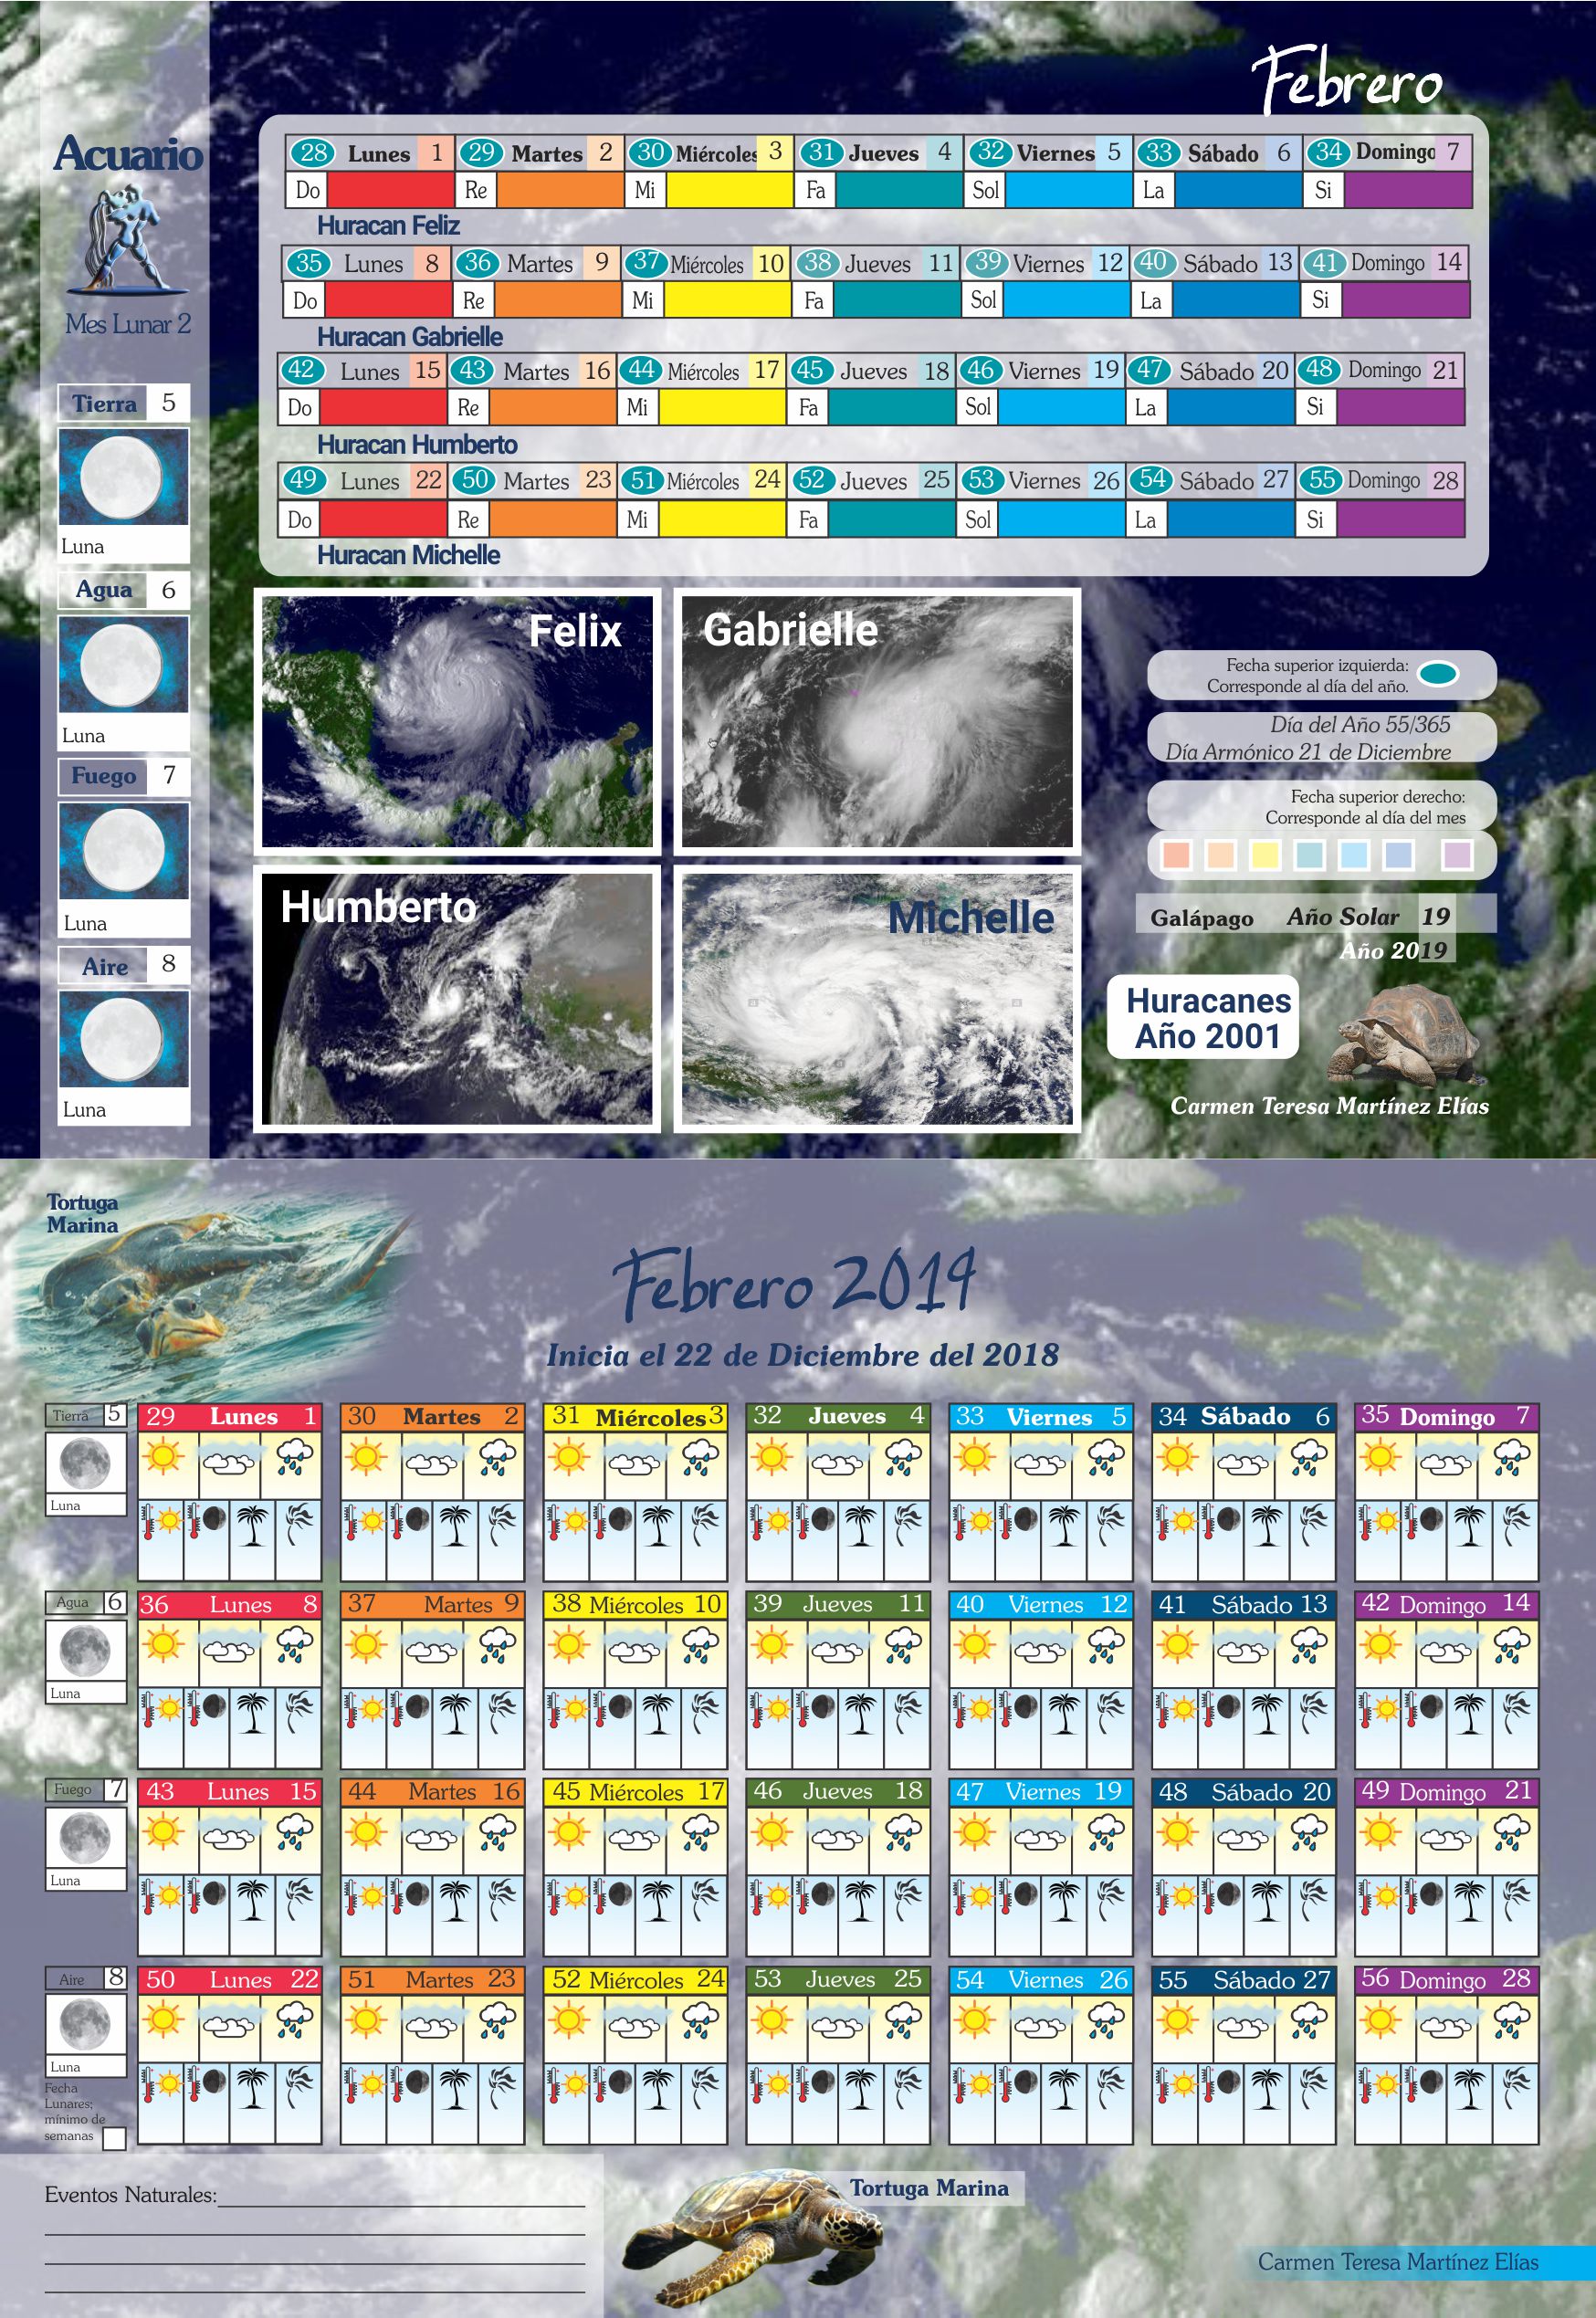 Febrero
Acuario
Mes Lunar 2
28 Lunes 1 29 Martes 2 30 Miércoles 3 31 Jueves 4 32 Viernes 5 33 Sábado 6 34 Domingo 7
Do Re Mi Fa Sol La Si
Huracan Feliz
35 Lunes 8 36 Martes 9 37 Miércoles 10 38 Jueves 11 39 Viernes 12 40 Sábado 13 41 Domingo 14
Do Re Mi Fa Sol La Si
Huracan Gabrielle
42 Lunes 15 43 Martes 16 44 Miércoles 17 45 Jueves 18 46 Viernes 19 47 Sábado 20 48 Domingo 21
Do Re Mi Fa Sol La Si
Huracan Humberto
49 Lunes 22 50 Martes 23 51 Miércoles 24 52 Jueves 25 53 Viernes 26 54 Sábado 27 55 Domingo 28
Do Re Mi Fa Sol La Si
Huracan Michelle
Tierra 5
Luna
Agua 6
Luna
Fuego 7
Luna
Aire 8
Luna
Felix
Gabrielle
Humberto
Michelle
Fecha superior izquierda:
Corresponde al día del año.
Día del Año 55/365
Día Armónico 21 de Diciembre
Fecha superior derecho:
Corresponde al día del mes
Galápago Año Solar 19
Año 2019
Huracanes
Año 2001
Carmen Teresa Martínez Elías
Tortuga
Marina
Febrero 2019
Inicia el 22 de Diciembre del 2018
Tierra 5 29 Lunes 1 30 Martes 2 31 Miércoles 3 32 Jueves 4 33 Viernes 5 34 Sábado 6 35 Domingo 7
Luna
Agua 6 36 Lunes 8 37 Martes 9 38 Miércoles 10 39 Jueves 11 40 Viernes 12 41 Sábado 13 42 Domingo 14
Luna
Fuego 7 43 Lunes 15 44 Martes 16 45 Miércoles 17 46 Jueves 18 47 Viernes 19 48 Sábado 20 49 Domingo 21
Luna
Aire 8 50 Lunes 22 51 Martes 23 52 Miércoles 24 53 Jueves 25 54 Viernes 26 55 Sábado 27 56 Domingo 28
Luna
Fecha
Lunares;
mínimo de
semanas
Eventos Naturales:
Tortuga Marina
Carmen Teresa Martínez Elías